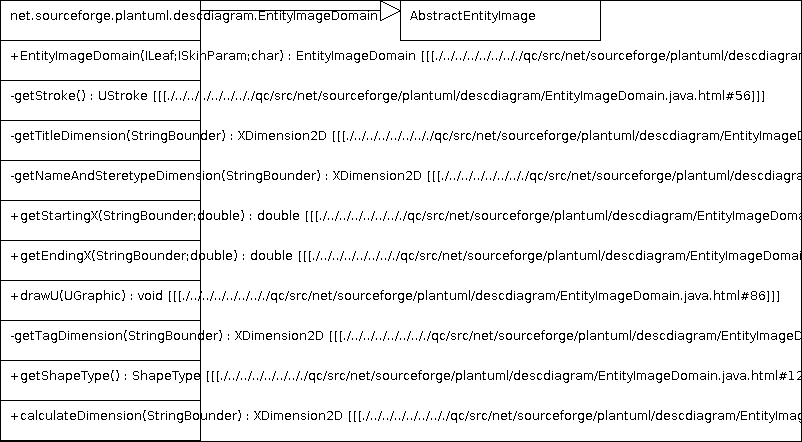 net.sourceforge.plantuml.descdiagram.EntityImageDomain
AbstractEntityImage
+EntityImageDomain(ILeaf;ISkinParam;char) : EntityImageDomain [[[./../../../../../../../qc/src/net/sourceforge/plantuml/descdiagram
-getStroke() : UStroke [[[./../../../../../../../qc/src/net/sourceforge/plantuml/descdiagram/EntityImageDomain.java.html#56]]]
-getTitleDimension(StringBounder) : XDimension2D [[[./../../../../../../../qc/src/net/sourceforge/plantuml/descdiagram/EntityImageD
-getNameAndSteretypeDimension(StringBounder) : XDimension2D [[[./../../../../../../../qc/src/net/sourceforge/plantuml/descdiagra
+getStartingX(StringBounder;double) : double [[[./../../../../../../../qc/src/net/sourceforge/plantuml/descdiagram/EntityImageDoma
+getEndingX(StringBounder;double) : double [[[./../../../../../../../qc/src/net/sourceforge/plantuml/descdiagram/EntityImageDomai
+drawU(UGraphic) : void [[[./../../../../../../../qc/src/net/sourceforge/plantuml/descdiagram/EntityImageDomain.java.html#86]]]
-getTagDimension(StringBounder) : XDimension2D [[[./../../../../../../../qc/src/net/sourceforge/plantuml/descdiagram/EntityImageD
+getShapeType() : ShapeType [[[./../../../../../../../qc/src/net/sourceforge/plantuml/descdiagram/EntityImageDomain.java.html#12
+calculateDimension(StringBounder) : XDimension2D [[[./../../../../../../../qc/src/net/sourceforge/plantuml/descdiagram/EntityImag